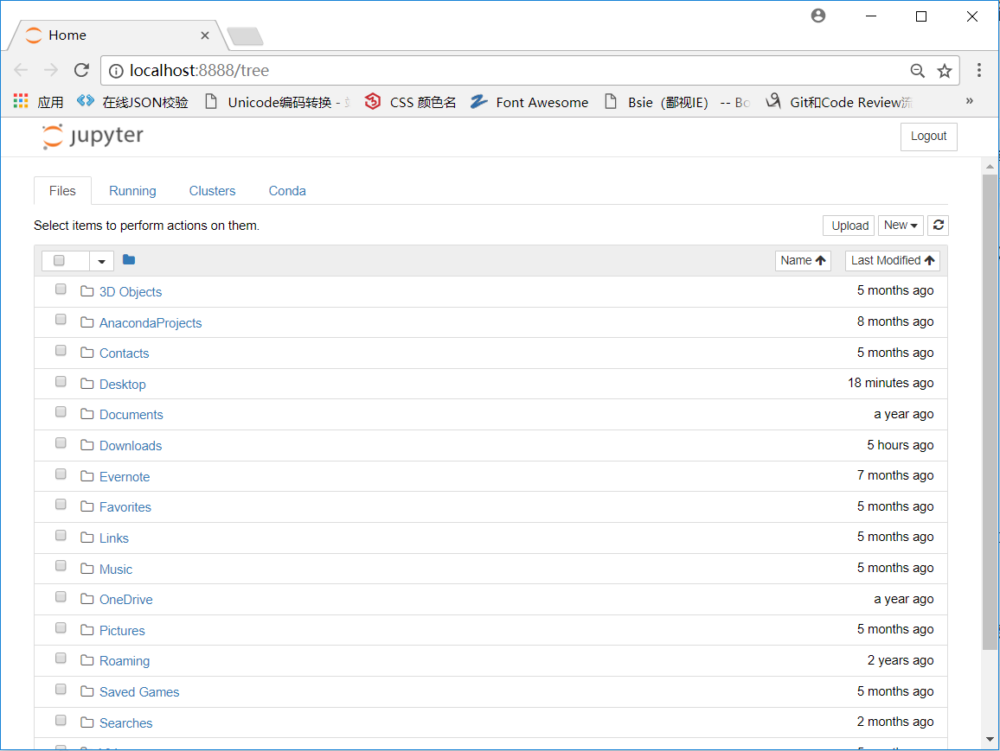 Home
localhost:8888/tree
应用 在线JSON校验 Unicode编码转换 - CSS 颜色名 Font Awesome Bsie（鄙视IE） -- Bo Git和Code Review流 »
jupyter Logout
Files Running Clusters Conda
Select items to perform actions on them. Upload New
Name Last Modified
3D Objects 5 months ago
AnacondaProjects 8 months ago
Contacts 5 months ago
Desktop 18 minutes ago
Documents a year ago
Downloads 5 hours ago
Evernote 7 months ago
Favorites 5 months ago
Links 5 months ago
Music 5 months ago
OneDrive a year ago
Pictures 5 months ago
Roaming 2 years ago
Saved Games 5 months ago
Searches 2 months ago